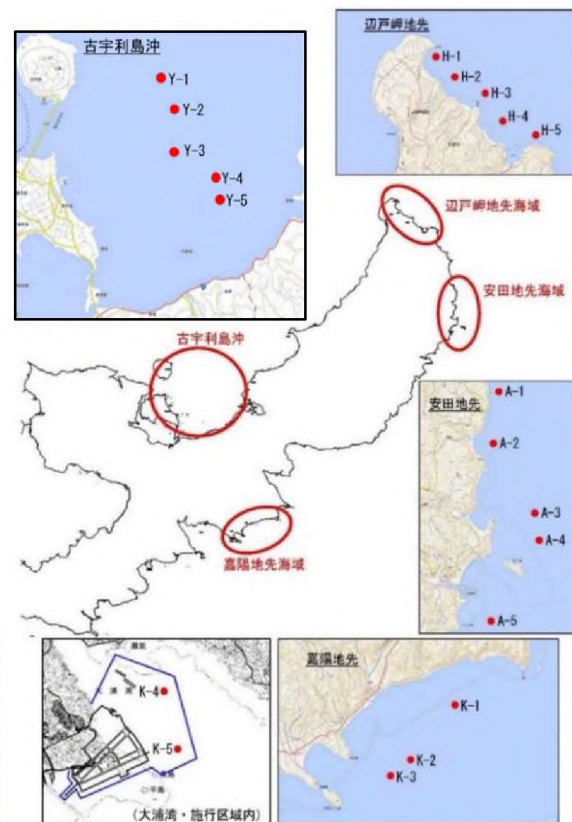 古宇利島沖
Y-1
Y-2
Y-3
Y-4
Y-5
辺戸岬地先
H-1
H-2
H-3
H-4
H-5
辺戸岬地先海域
安田地先海域
古宇利島沖
嘉陽地先海域
安田地先
A-1
A-2
A-3
A-4
A-5
K-4
K-5
(大浦湾・施行区域内)
嘉陽地先
K-1
K-2
K-3